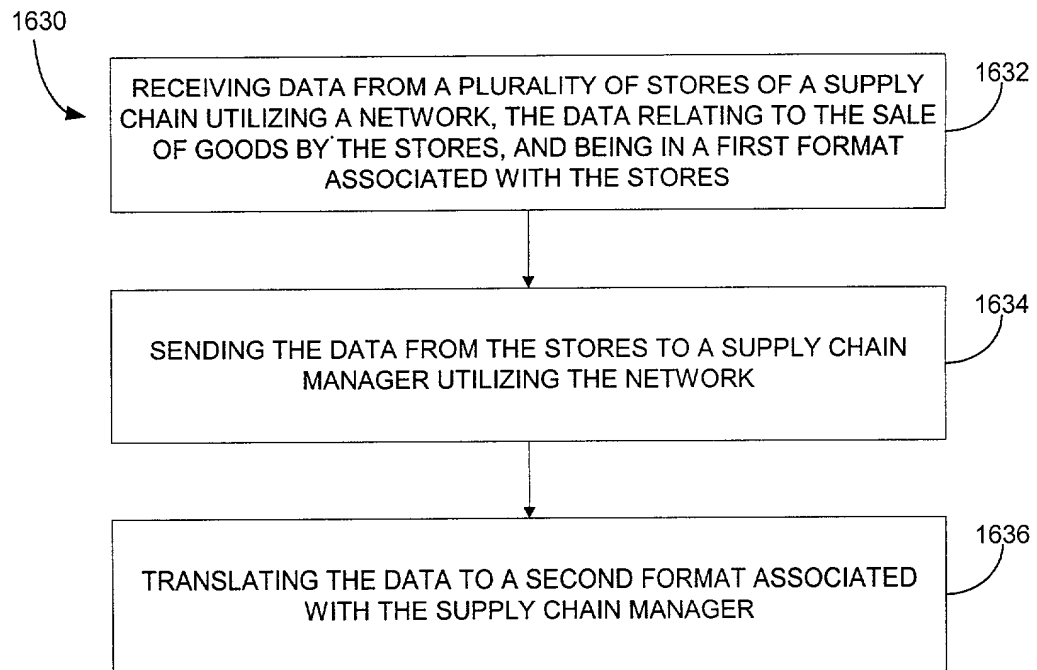 1630
RECEIVING DATA FROM A PLURALITY OF STORES OF A SUPPLY
CHAIN UTILIZING A NETWORK, THE DATA RELATING TO THE SALE
OF GOODS BY THE STORES, AND BEING IN A FIRST FORMAT
ASSOCIATED WITH THE STORES
1632
SENDING THE DATA FROM THE STORES TO A SUPPLY CHAIN
MANAGER UTILIZING THE NETWORK
1634
TRANSLATING THE DATA TO A SECOND FORMAT ASSOCIATED
WITH THE SUPPLY CHAIN MANAGER
1636